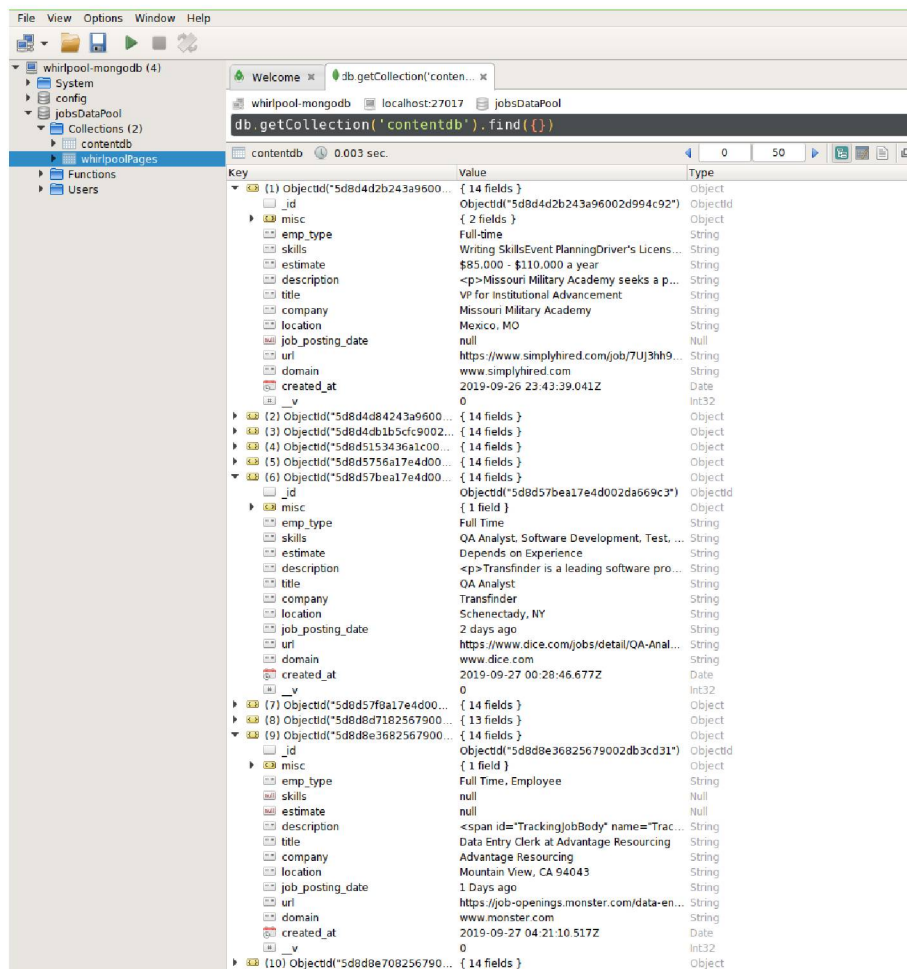 File View Options Window Help
whirlpool-mongodb (4)
System
config
jobsDataPool
Collections (2)
contentdb
whirlpoolPages
Functions
Users
Welcome × db.getCollection('conten... ×
whirlpool-mongodb localhost:27017 jobsDataPool
db.getCollection('contentdb').find({})
contentdb 0.003 sec. 0 50
Key Value Type
(1) ObjectId("5d8d4d2b243a9600... { 14 fields } Object
_id ObjectId("5d8d4d2b243a96002d994c92") ObjectId
misc { 2 fields } Object
emp_type Full-time String
skills Writing SkillsEvent PlanningDriver's Licens... String
estimate $85,000 - $110,000 a year String
description <p>Missouri Military Academy seeks a p... String
title VP for Institutional Advancement String
company Missouri Military Academy String
location Mexico, MO String
job_posting_date null Null
url https://www.simplyhired.com/job/7UJ3hh9... String
domain www.simplyhired.com String
created_at 2019-09-26 23:43:39.041Z Date
__v 0 Int32
(2) ObjectId("5d8d4d84243a9600... { 14 fields } Object
(3) ObjectId("5d8d4db1b5cfc9002... { 14 fields } Object
(4) ObjectId("5d8d5153436a1c00... { 14 fields } Object
(5) ObjectId("5d8d5756a17e4d00... { 14 fields } Object
(6) ObjectId("5d8d57bea17e4d00... { 14 fields } Object
_id ObjectId("5d8d57bea17e4d002da669c3") ObjectId
misc { 1 field } Object
emp_type Full Time String
skills QA Analyst, Software Development, Test, ... String
estimate Depends on Experience String
description <p>Transfinder is a leading software pro... String
title QA Analyst String
company Transfinder String
location Schenectady, NY String
job_posting_date 2 days ago String
url https://www.dice.com/jobs/detail/QA-Anal... String
domain www.dice.com String
created_at 2019-09-27 00:28:46.677Z Date
__v 0 Int32
(7) ObjectId("5d8d57f8a17e4d00... { 14 fields } Object
(8) ObjectId("5d8d8d7182567900... { 13 fields } Object
(9) ObjectId("5d8d8e3682567900... { 14 fields } Object
_id ObjectId("5d8d8e36825679002db3cd31") ObjectId
misc { 1 field } Object
emp_type Full Time, Employee String
skills null Null
estimate null Null
description <span id="TrackingJobBody" name="Trac... String
title Data Entry Clerk at Advantage Resourcing String
company Advantage Resourcing String
location Mountain View, CA 94043 String
job_posting_date 1 Days ago String
url https://job-openings.monster.com/data-en... String
domain www.monster.com String
created_at 2019-09-27 04:21:10.517Z Date
__v 0 Int32
(10) ObjectId("5d8d8e708256790... { 14 fields } Object